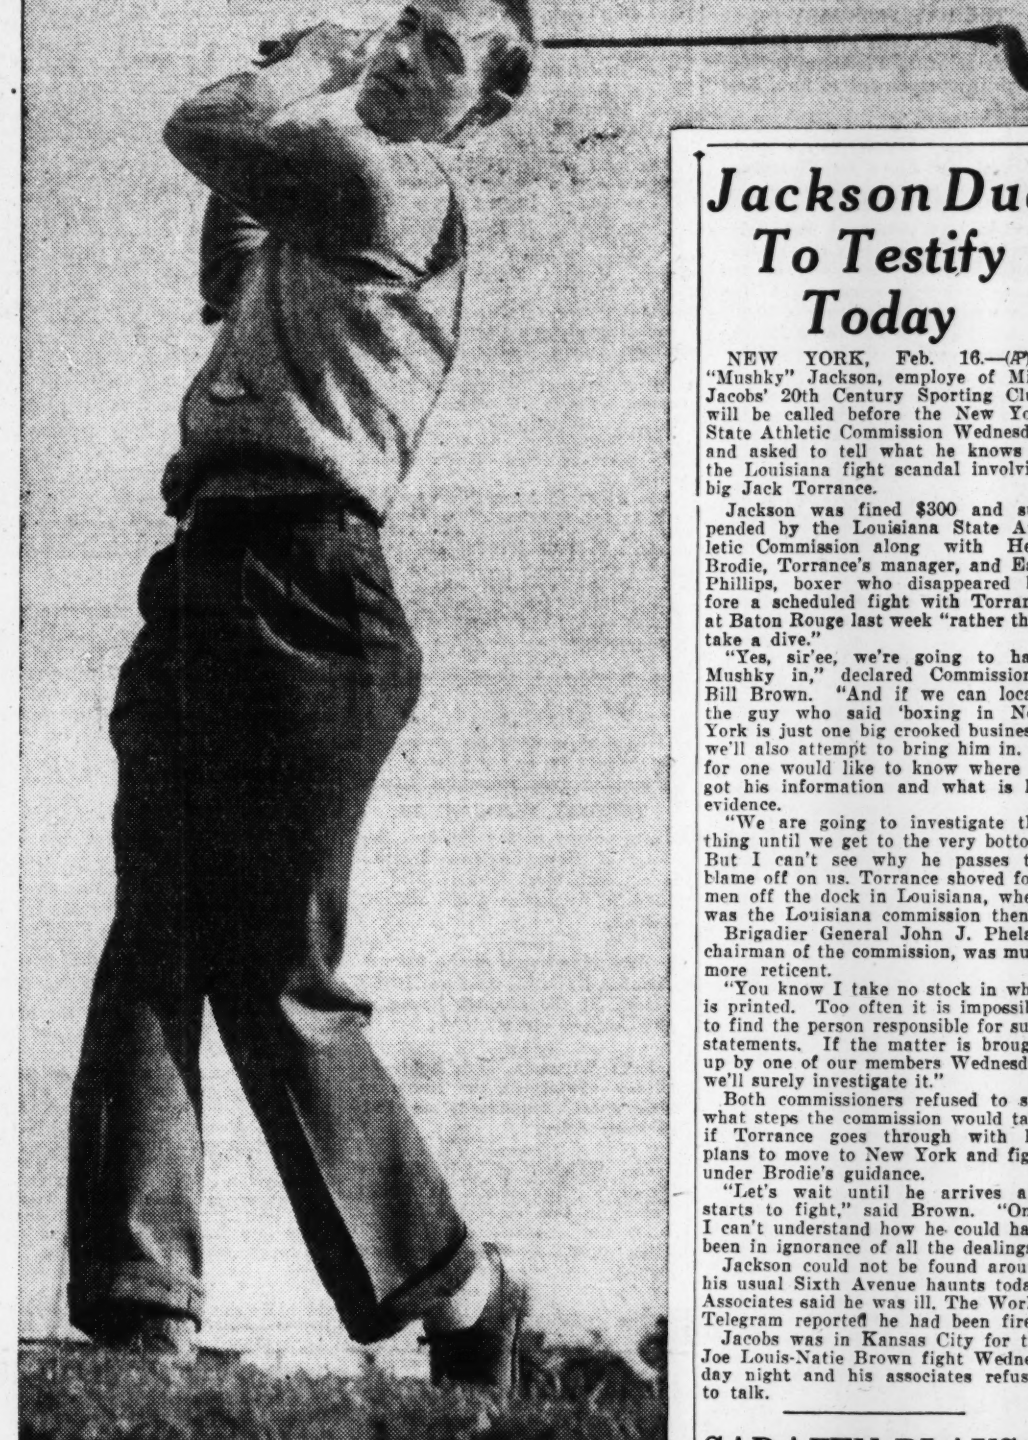 Jackson Du
To Testify
Today
NEW YORK, Feb. 16.—(AP
"Mushky" Jackson, employe of Mi
Jacobs' 20th Century Sporting Clu
will be called before the New Yo
State Athletic Commission Wednesd
and asked to tell what he knows
the Louisiana fight scandal involvi
big Jack Torrance.
Jackson was fined $300 and su
pended by the Louisiana State A
letic Commission along with He
Brodie, Torrance's manager, and Ea
Phillips, boxer who disappeared
fore a scheduled fight with Torran
at Baton Rouge last week "rather th
take a dive."
"Yes, sir'ee, we're going to ha
Mushky in," declared Commission
Bill Brown. "And if we can loca
the guy who said 'boxing in Ne
York is just one big crooked busines
we'll also attempt to bring him in.
for one would like to know where
got his information and what is
evidence.
"We are going to investigate th
thing until we get to the very botto
But I can't see why he passes t
blame off on us. Torrance shoved fo
men off the dock in Louisiana, whe
was the Louisiana commission then
Brigadier General John J. Phela
chairman of the commission, was mu
more reticent.
"You know I take no stock in wh
is printed. Too often it is impossib
to find the person responsible for su
statements. If the matter is broug
up by one of our members Wednesd
we'll surely investigate it."
Both commissioners refused to s
what steps the commission would ta
if Torrance goes through with
plans to move to New York and fig
under Brodie's guidance.
"Let's wait until he arrives a
starts to fight," said Brown. "On
I can't understand how he could ha
been in ignorance of all the dealings
Jackson could not be found arou
his usual Sixth Avenue haunts toda
Associates said he was ill. The Worl
Telegram reported he had been fire
Jacobs was in Kansas City for t
Joe Louis-Natie Brown fight Wedne
day night and his associates refus
to talk.